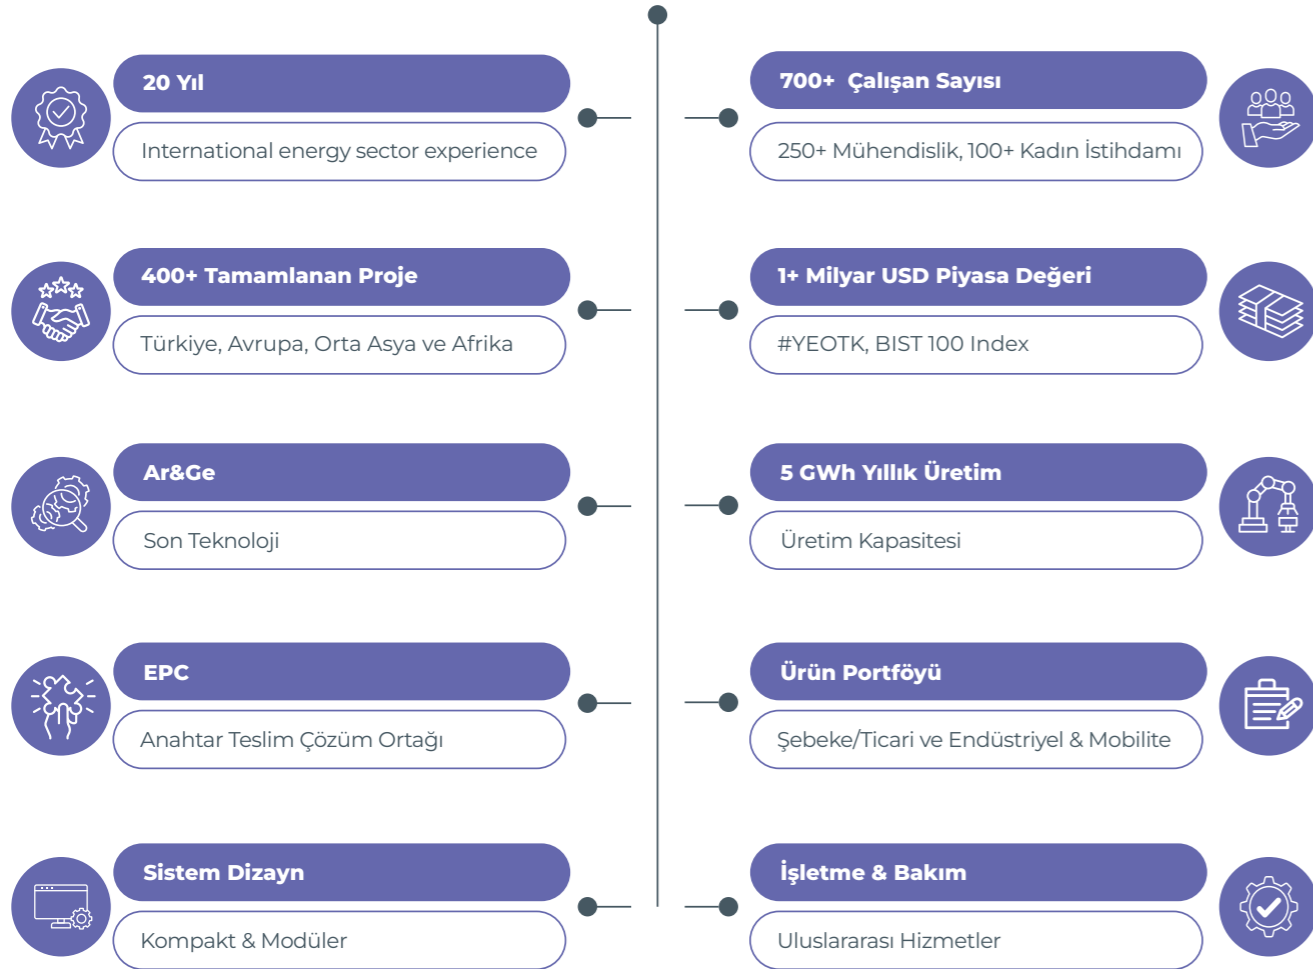 20 Yıl
International energy sector experience
700+ Çalışan Sayısı
250+ Mühendislik, 100+ Kadın İstihdamı
400+ Tamamlanan Proje
Türkiye, Avrupa, Orta Asya ve Afrika
1+ Milyar USD Piyasa Değeri
#YEOTK, BIST 100 Index
Ar&Ge
Son Teknoloji
5 GWh Yıllık Üretim
Üretim Kapasitesi
EPC
Anahtar Teslim Çözüm Ortağı
Ürün Portföyü
Şebeke/Ticari ve Endüstriyel & Mobilite
Sistem Dizayn
Kompakt & Modüler
İşletme & Bakım
Uluslararası Hizmetler